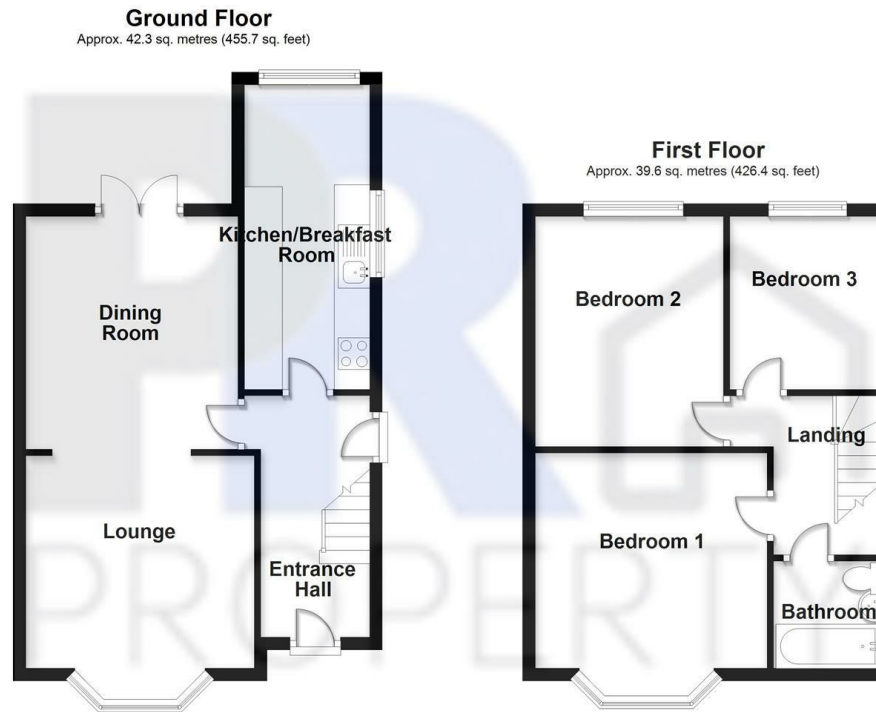 Ground Floor
Approx. 42.3 sq. metres (455.7 sq. feet)
Kitchen/Breakfast
Room
Dining
Room
Lounge
Entrance
Hall
First Floor
Approx. 39.6 sq. metres (426.4 sq. feet)
Bedroom 2
Bedroom 3
Landing
Bedroom 1
Bathroom
PR
PROPERTY